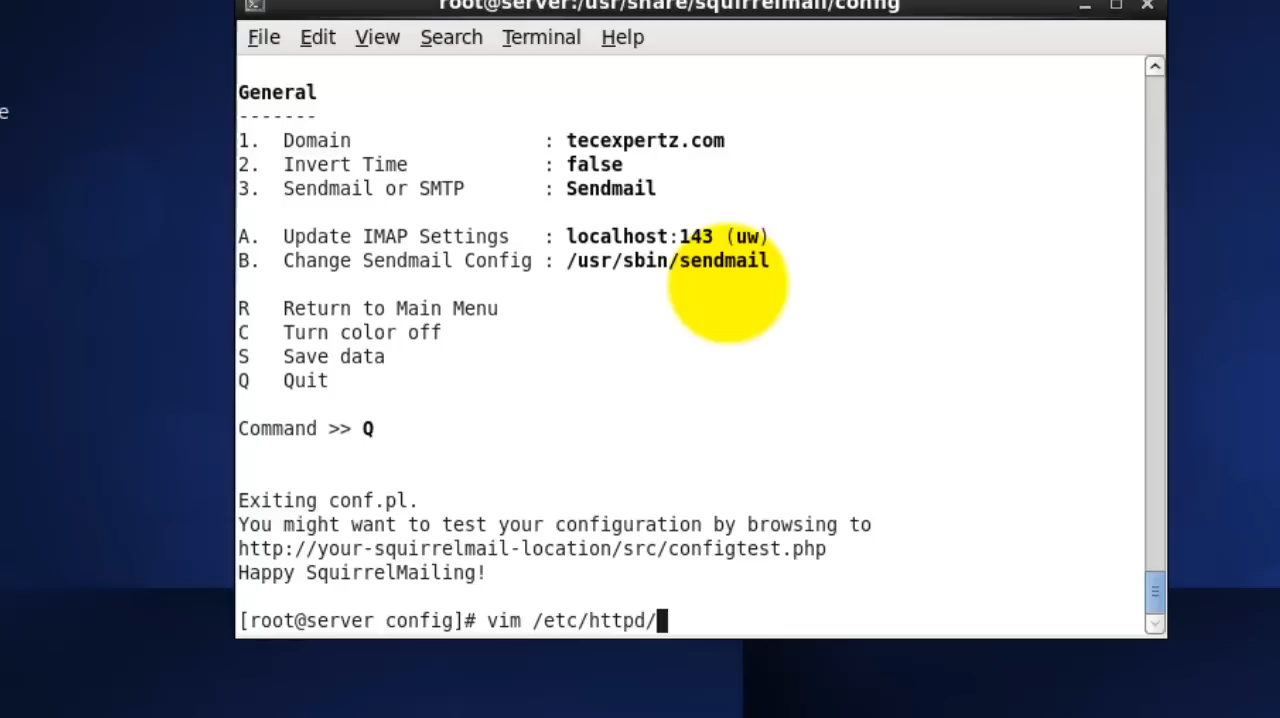 root@server:/usr/share/squirrelmail/config
File Edit View Search Terminal Help
e
General
-------
1. Domain : tecexpertz.com
2. Invert Time : false
3. Sendmail or SMTP : Sendmail
A. Update IMAP Settings : localhost:143 (uw)
B. Change Sendmail Config : /usr/sbin/sendmail
R Return to Main Menu
C Turn color off
S Save data
Q Quit
Command >> Q
Exiting conf.pl.
You might want to test your configuration by browsing to
http://your-squirrelmail-location/src/configtest.php
Happy SquirrelMailing!
[root@server config]# vim /etc/httpd/